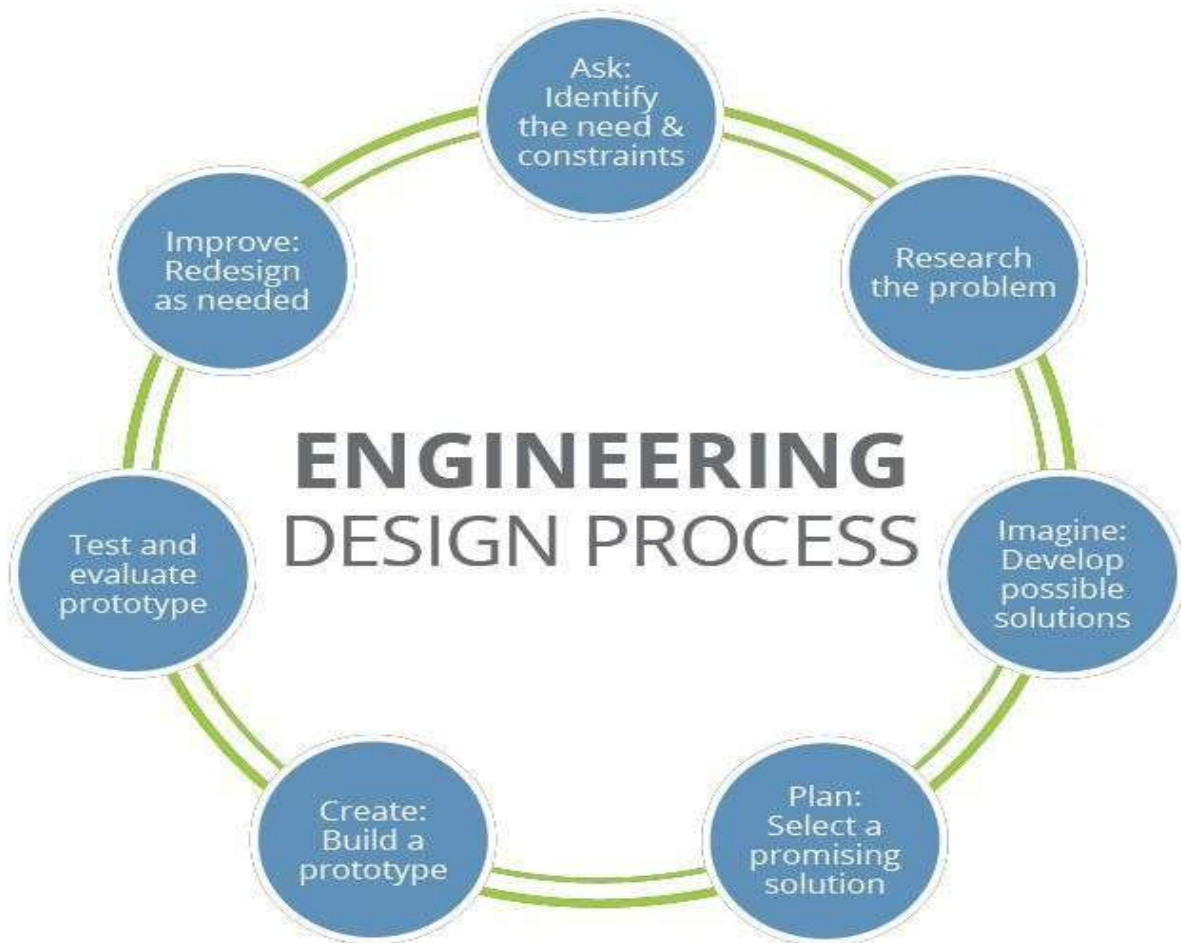 Ask:
Identify
the need &
constraints
Research
the problem
Imagine:
Develop
possible
solutions
Plan:
Select a
promising
solution
Create:
Build a
prototype
Test and
evaluate
prototype
Improve:
Redesign
as needed
ENGINEERING
DESIGN PROCESS